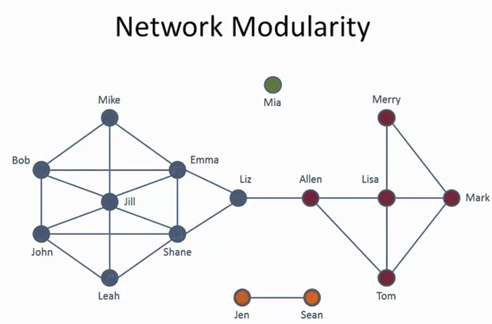 Network Modularity
Mia
Mike
Merry
Bob
Emma
Liz
Allen
Lisa
Mark
Jill
John
Shane
Leah
Tom
Jen
Sean